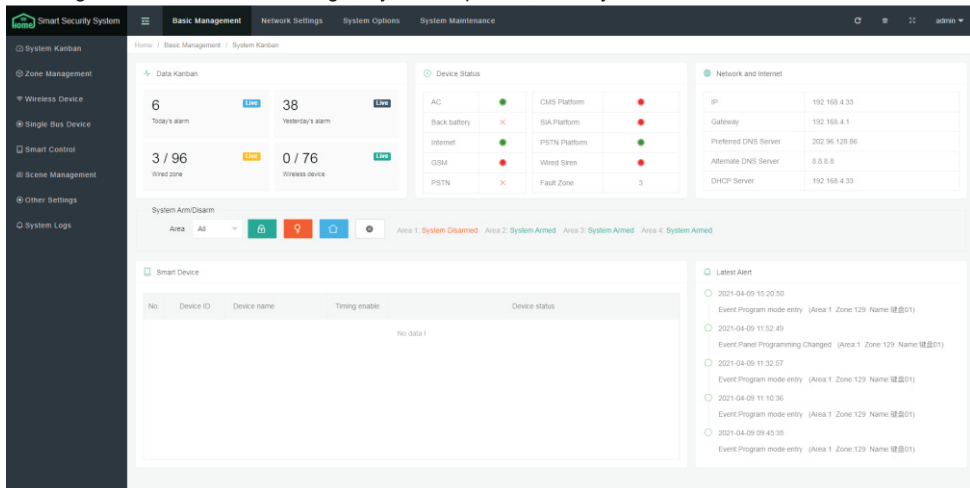 Home
Smart Security System
Basic Management
Network Settings
System Options
System Maintenance
admin
System Kanban
Zone Management
Wireless Device
Single Bus Device
Smart Control
Scene Management
Other Settings
System Logs
Home / Basic Management / System Kanban
Data Kanban
6 Live
Today's alarm
38 Live
Yesterday's alarm
3 / 96 Live
Wired zone
0 / 76 Live
Wireless device
Device Status
AC CMS Platform
Back battery SIA Platform
Internet PSTN Platform
GSM Wired Siren
PSTN Fault Zone 3
Network and Internet
IP 192.168.4.33
Gateway 192.168.4.1
Preferred DNS Server 202.96.128.86
Alternate DNS Server 8.8.8.8
DHCP Server 192.168.4.33
System Arm/Disarm
Area All Area 1: System Disarmed Area 2: System Armed Area 3: System Armed Area 4: System Armed
Smart Device
No. Device ID Device name Timing enable Device status
No data !
Latest Alert
2021-04-09 15:20:50
Event:Program mode entry (Area:1 Zone:129 Name:键盘01)
2021-04-09 11:52:49
Event:Panel Programming Changed (Area:1 Zone:129 Name:键盘01)
2021-04-09 11:32:57
Event:Program mode entry (Area:1 Zone:129 Name:键盘01)
2021-04-09 11:10:36
Event:Program mode entry (Area:1 Zone:129 Name:键盘01)
2021-04-09 09:45:35
Event:Program mode entry (Area:1 Zone:129 Name:键盘01)